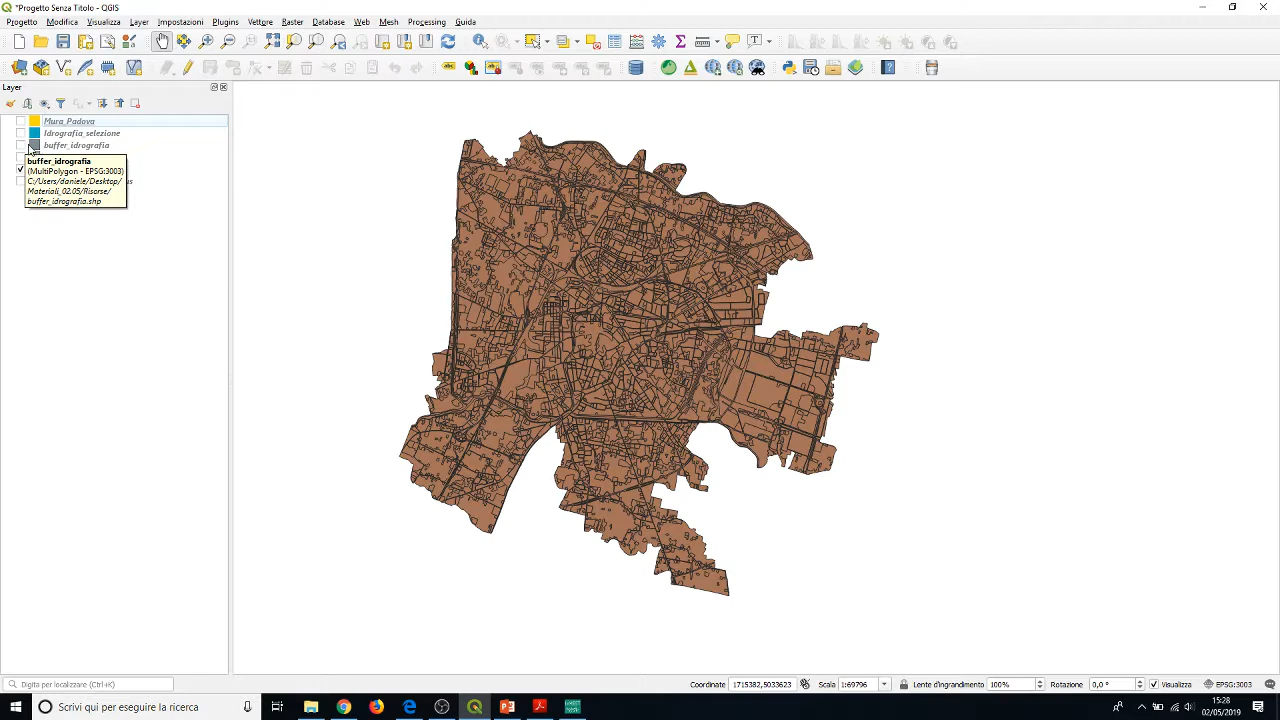 *Progetto Senza Titolo - QGIS
Progetto Modifica Visualizza Layer Impostazioni Plugins Vettore Raster Database Web Mesh Processing Guida
Layer
Mura_Padova
Idrografia_selezione
buffer_idrografia
buffer_idrografia
(MultiPolygon - EPSG:3003)
C:/Users/daniele/Desktop/
Materiali_02.05/Risorse/
buffer_idrografia.shp
Digita per localizzare (Ctrl+K)
Coordinate 1715382,5033623 Scala 1:69796 Lente d'ingrandimento 100% Rotazione 0,0 ° Visualizza EPSG:3003
Scrivi qui per eseguire la ricerca
15:28
02/05/2019